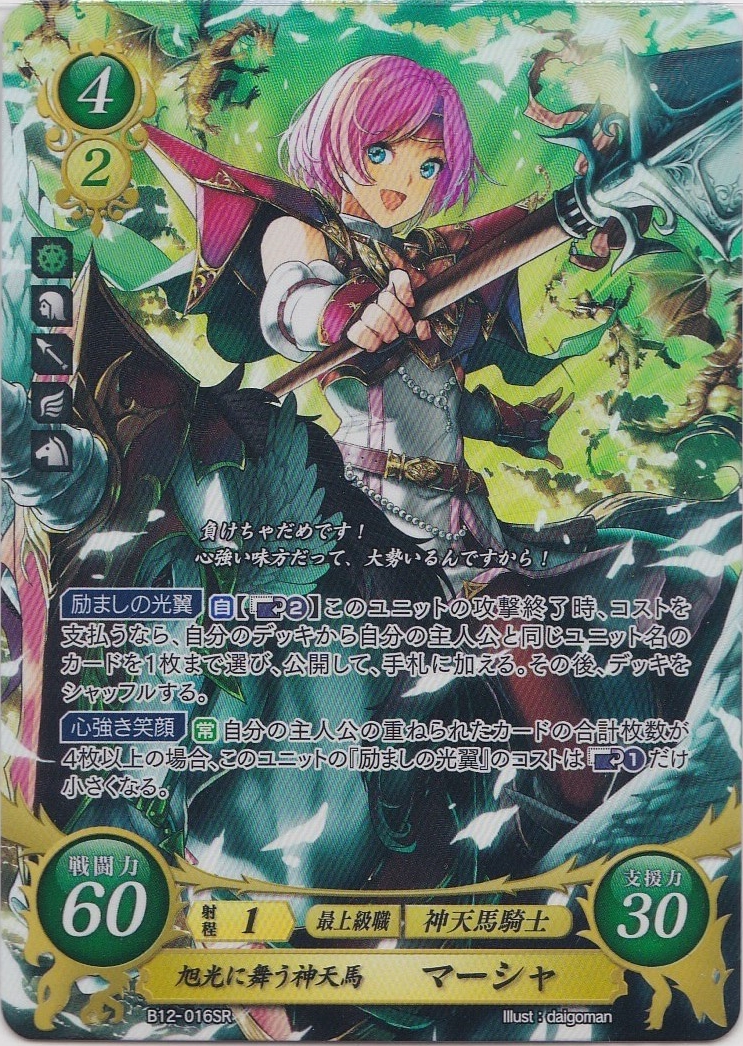 4
2
負けちゃだめです！
心強い味方だって、大勢いるんですから！
励ましの光翼 自【2】このユニットの攻撃終了時、コストを
支払うなら、自分のデッキから自分の主人公と同じユニット名の
カードを1枚まで選び、公開して、手札に加える。その後、デッキを
シャッフルする。
心強き笑顔 常 自分の主人公の重ねられたカードの合計枚数が
4枚以上の場合、このユニットの『励ましの光翼』のコストは1だけ
小さくなる。
戦闘力
60
射程 1 最上級職 神天馬騎士
支援力
30
旭光に舞う神天馬 マーシャ
B12-016SR Illust : daigoman